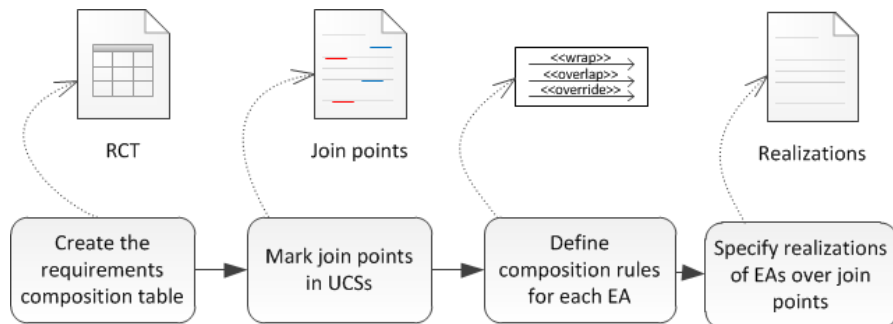 <<wrap>>
<<overlap>>
<<override>>
RCT
Join points
Realizations
Create the
requirements
composition table
Mark join points
in UCSs
Define
composition rules
for each EA
Specify realizations
of EAs over join
points